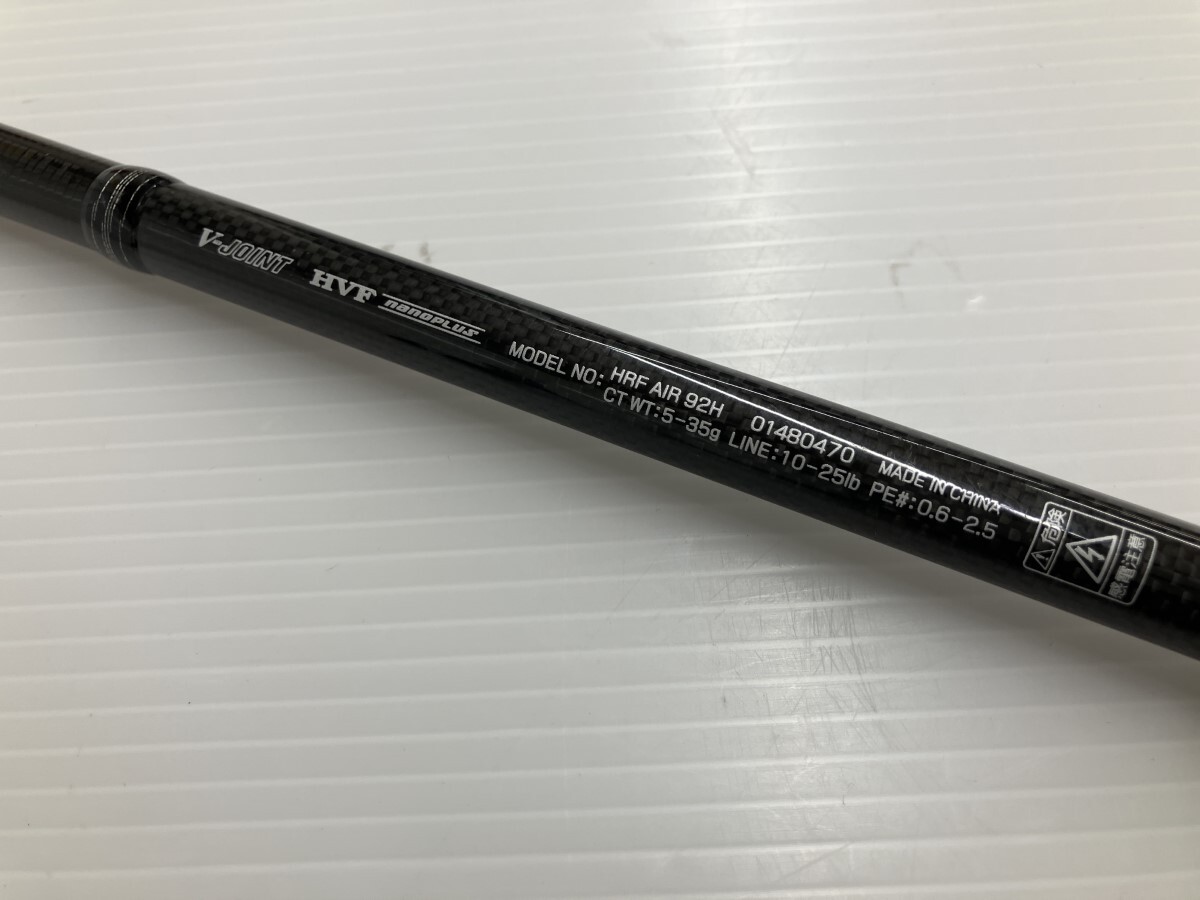 V-JOINT HVF nanoplus
MODEL NO: HRF AIR 92H 01480470 MADE IN CHINA
CT WT:5-35g LINE:10-25lb PE#:0.6-2.5
⚠危険
感電注意